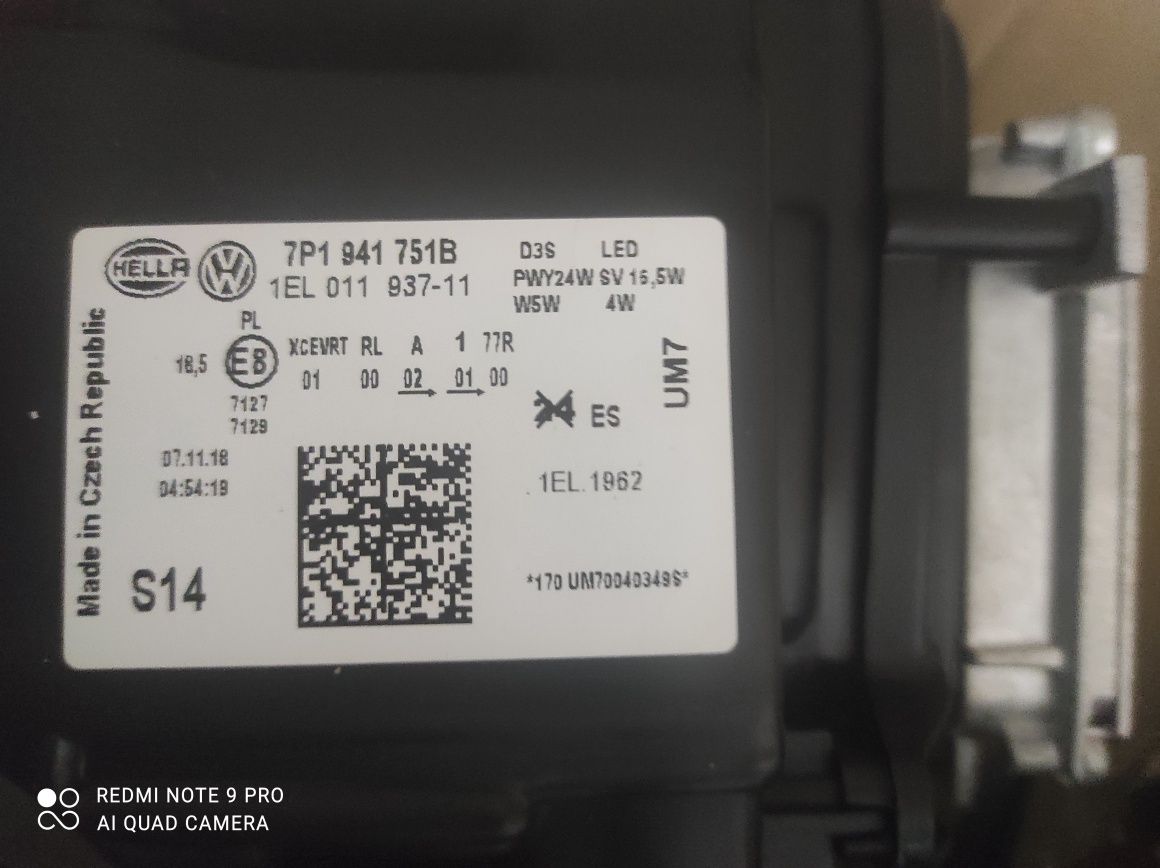 HELLA
7P1 941 751B
1EL 011 937-11
D3S LED
PWY24W SV 16,5W
W5W 4W
PL
18,5 E8 XCEVRT RL A 1 77R
01 00 02 01 00
7127
7129
UM7
24 ES
07.11.18
04:54:19
1EL.1962
S14
*170 UM70040349S*
Made in Czech Republic
REDMI NOTE 9 PRO
AI QUAD CAMERA